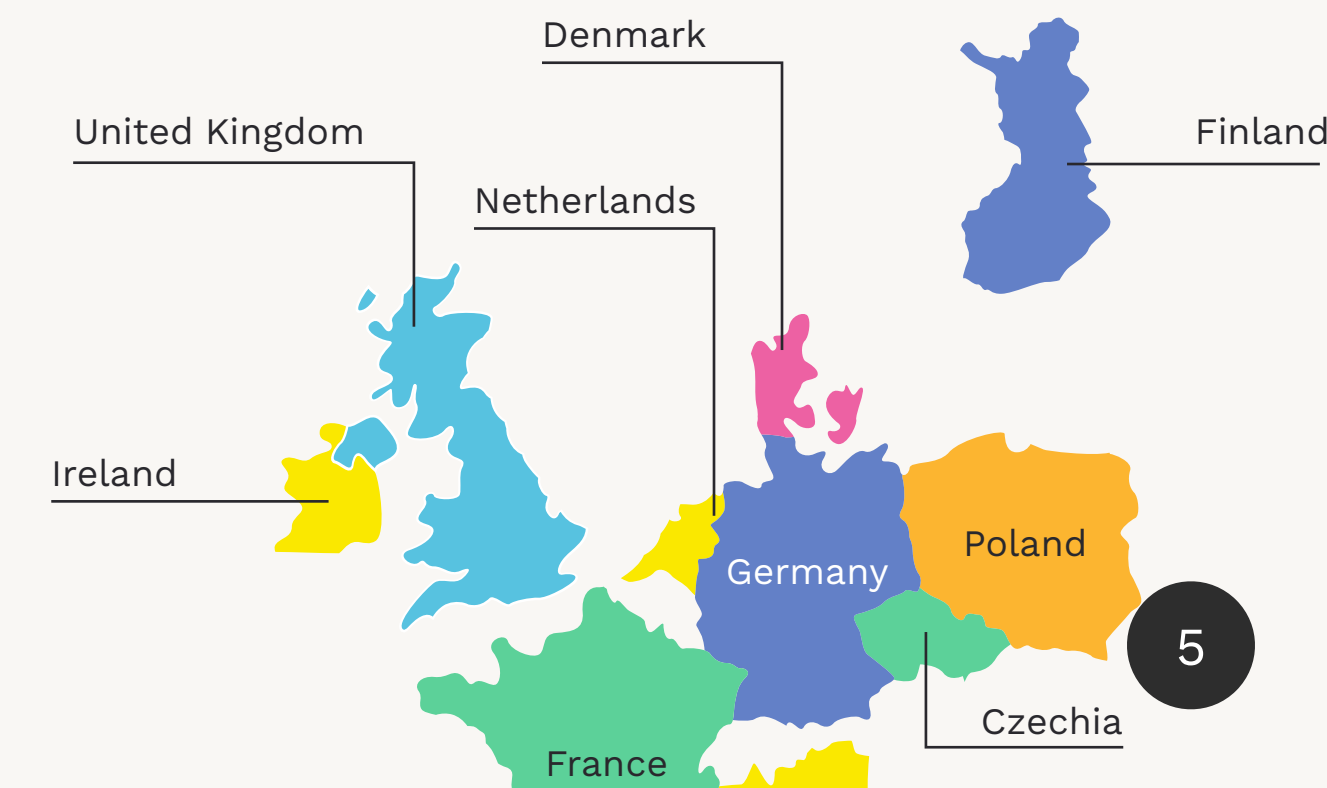 Denmark
United Kingdom
Finland
Netherlands
Ireland
Poland
Germany
5
Czechia
France